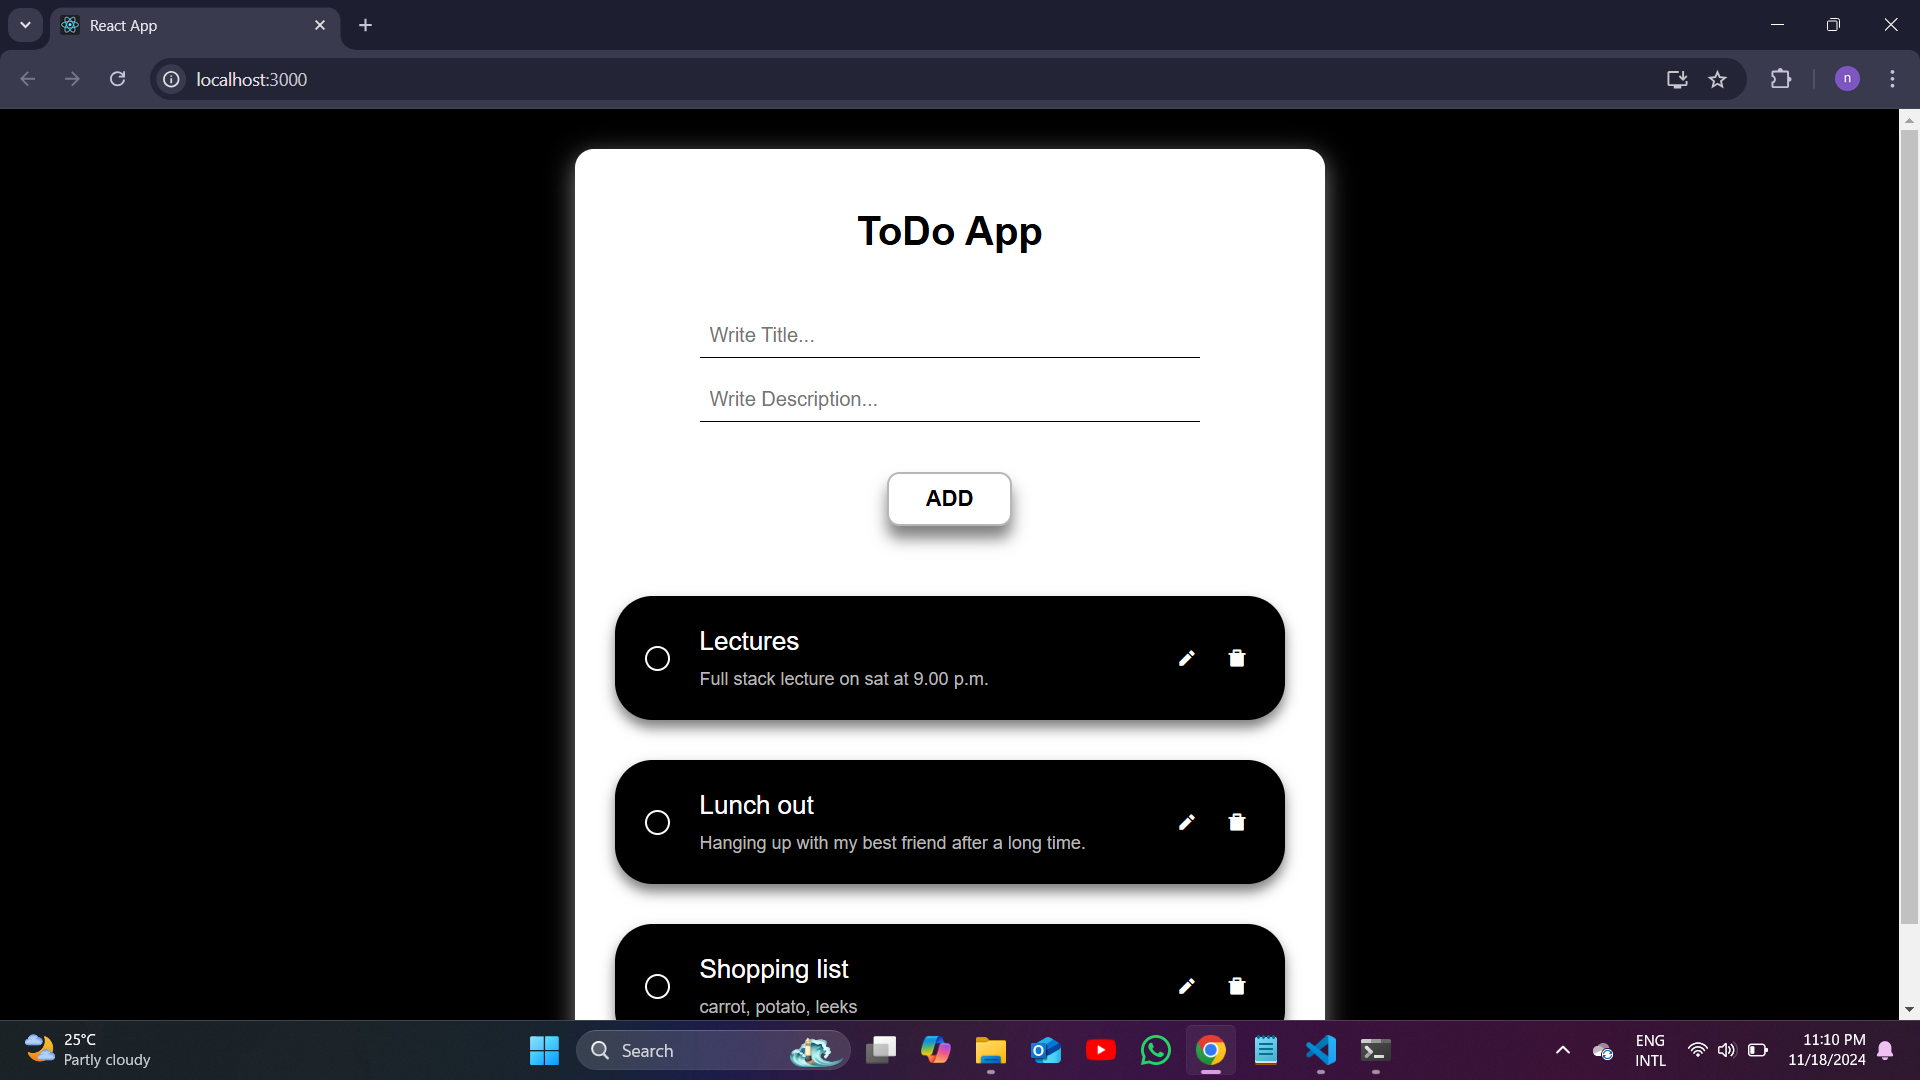 React App
localhost:3000
n
ToDo App
Write Title...
Write Description...
ADD
Lectures
Full stack lecture on sat at 9.00 p.m.
Lunch out
Hanging up with my best friend after a long time.
Shopping list
carrot, potato, leeks
25°C
Partly cloudy
Search
ENG
INTL
11:10 PM
11/18/2024